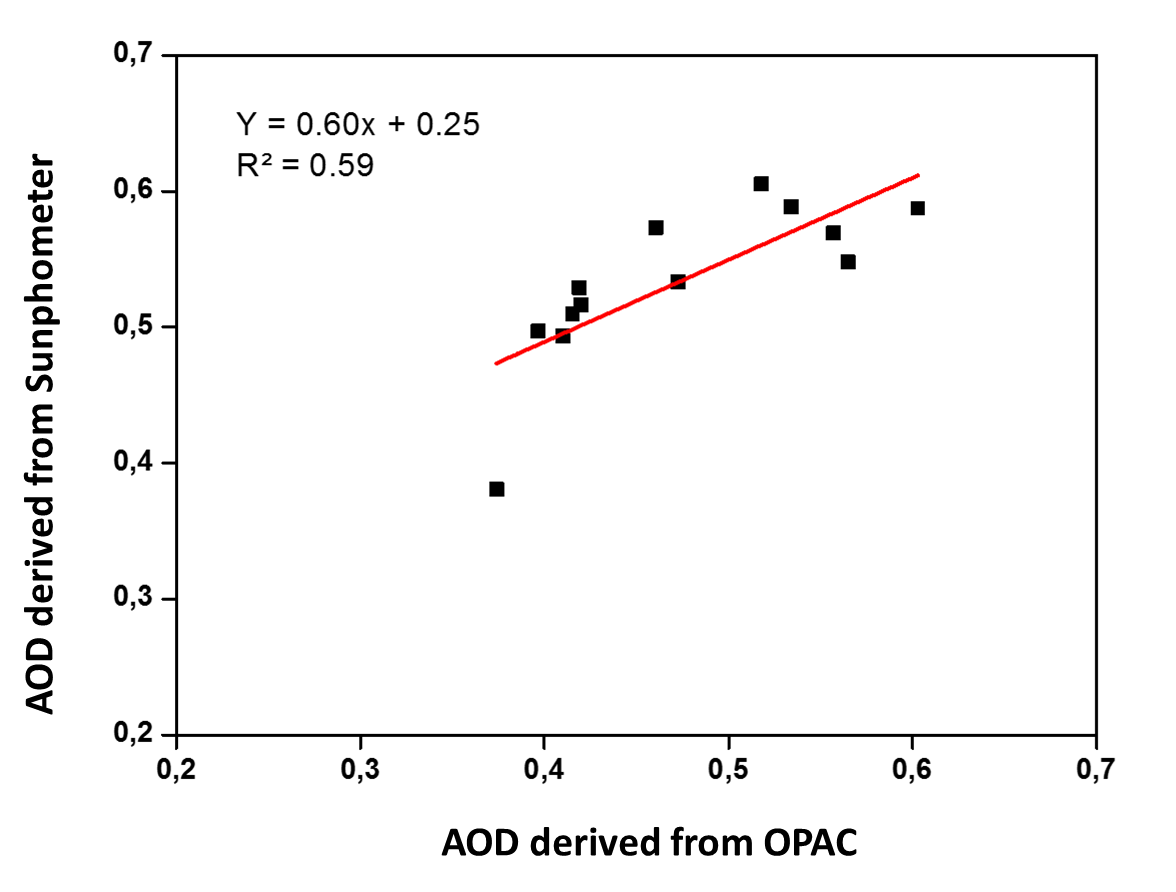 Y = 0.60x + 0.25
R² = 0.59
0,7
0,6
0,5
0,4
0,3
0,2
AOD derived from Sunphometer
0,2 0,3 0,4 0,5 0,6 0,7
AOD derived from OPAC